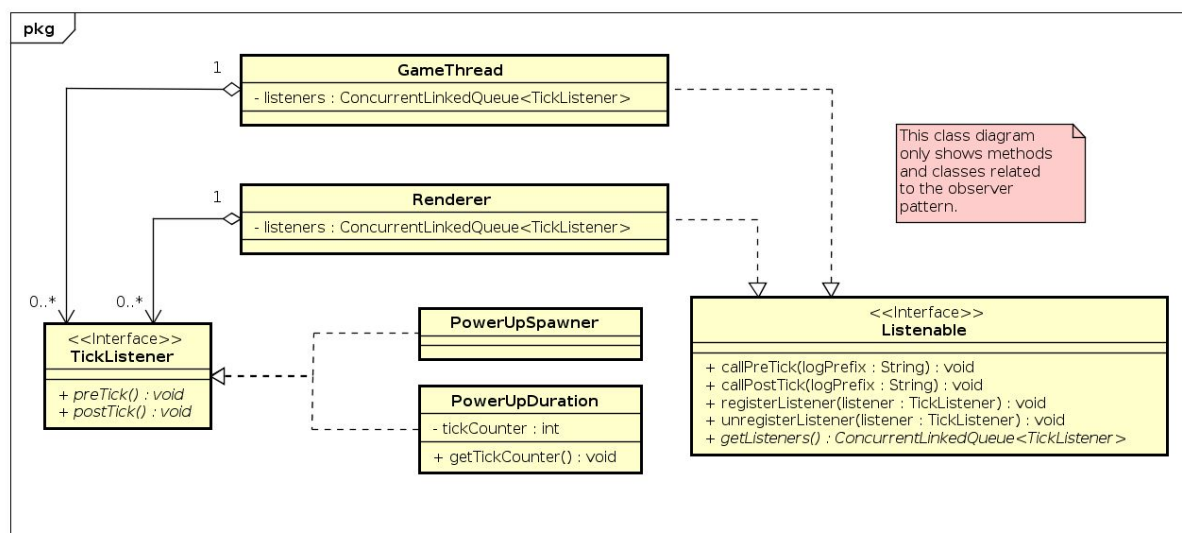 pkg
1
GameThread
- listeners : ConcurrentLinkedQueue<TickListener>
This class diagram
only shows methods
and classes related
to the observer
pattern.
1
Renderer
- listeners : ConcurrentLinkedQueue<TickListener>
0..*
0..*
<<Interface>>
TickListener
+ preTick() : void
+ postTick() : void
PowerUpSpawner
PowerUpDuration
- tickCounter : int
+ getTickCounter() : void
<<Interface>>
Listenable
+ callPreTick(logPrefix : String) : void
+ callPostTick(logPrefix : String) : void
+ registerListener(listener : TickListener) : void
+ unregisterListener(listener : TickListener) : void
+ getListeners() : ConcurrentLinkedQueue<TickListener>